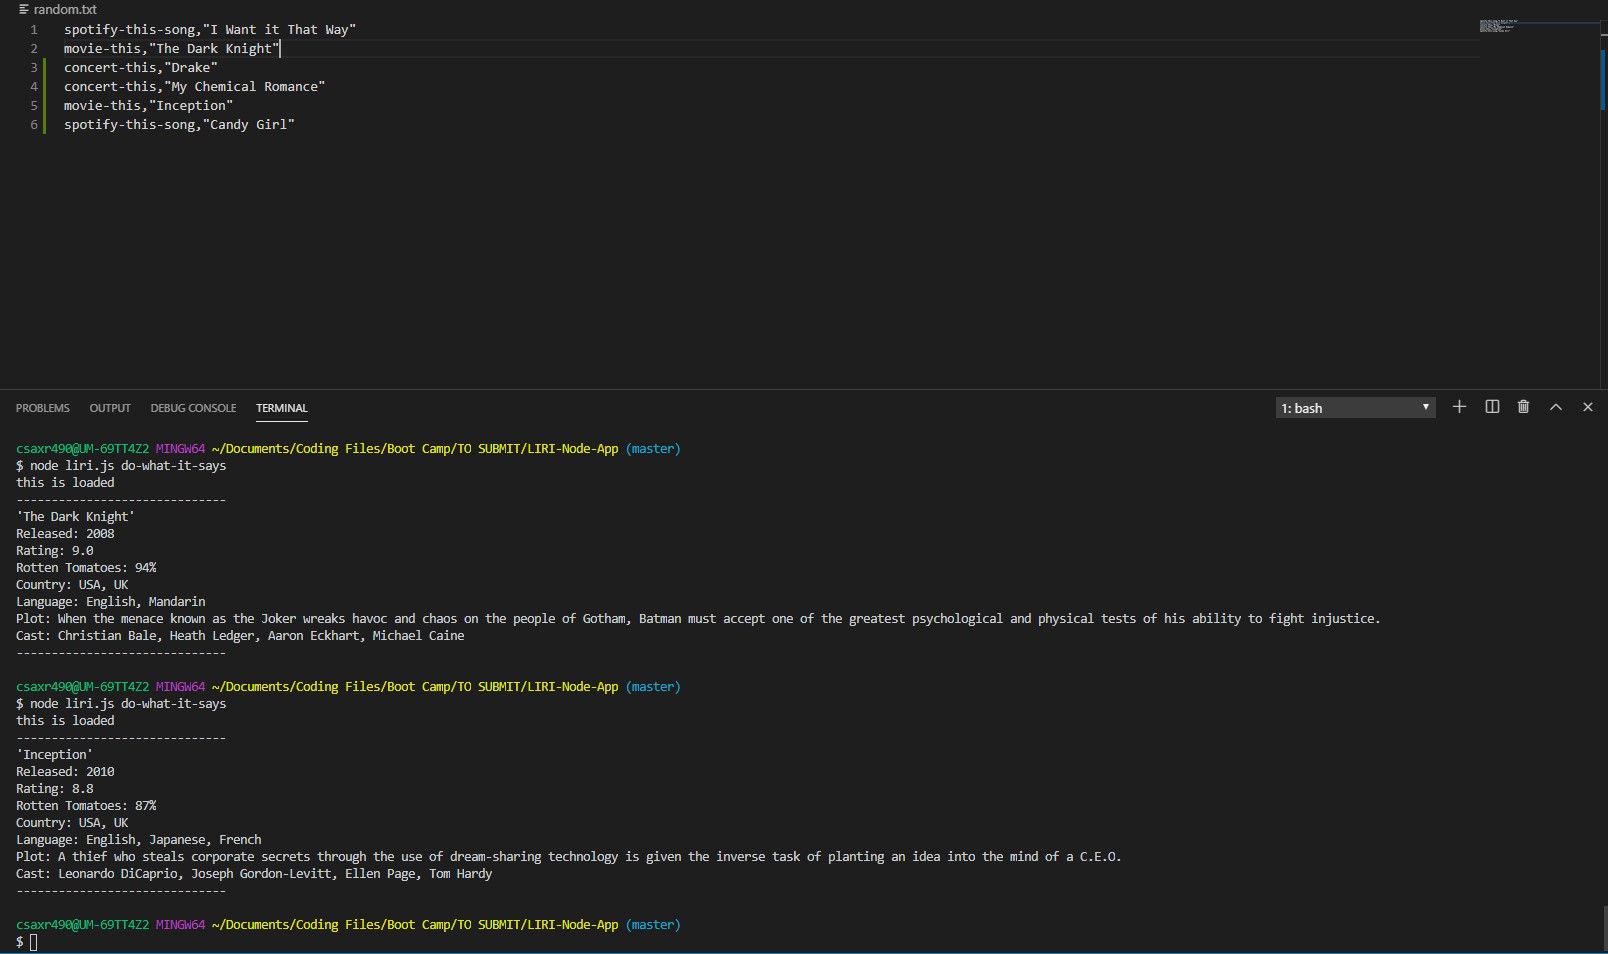 random.txt
1 spotify-this-song,"I Want it That Way"
2 movie-this,"The Dark Knight"
3 concert-this,"Drake"
4 concert-this,"My Chemical Romance"
5 movie-this,"Inception"
6 spotify-this-song,"Candy Girl"
PROBLEMS OUTPUT DEBUG CONSOLE TERMINAL 1: bash
csaxr490@UM-69TT4Z2 MINGW64 ~/Documents/Coding Files/Boot Camp/TO SUBMIT/LIRI-Node-App (master)
$ node liri.js do-what-it-says
this is loaded
------------------------------
'The Dark Knight'
Released: 2008
Rating: 9.0
Rotten Tomatoes: 94%
Country: USA, UK
Language: English, Mandarin
Plot: When the menace known as the Joker wreaks havoc and chaos on the people of Gotham, Batman must accept one of the greatest psychological and physical tests of his ability to fight injustice.
Cast: Christian Bale, Heath Ledger, Aaron Eckhart, Michael Caine
------------------------------
csaxr490@UM-69TT4Z2 MINGW64 ~/Documents/Coding Files/Boot Camp/TO SUBMIT/LIRI-Node-App (master)
$ node liri.js do-what-it-says
this is loaded
------------------------------
'Inception'
Released: 2010
Rating: 8.8
Rotten Tomatoes: 87%
Country: USA, UK
Language: English, Japanese, French
Plot: A thief who steals corporate secrets through the use of dream-sharing technology is given the inverse task of planting an idea into the mind of a C.E.O.
Cast: Leonardo DiCaprio, Joseph Gordon-Levitt, Ellen Page, Tom Hardy
------------------------------
csaxr490@UM-69TT4Z2 MINGW64 ~/Documents/Coding Files/Boot Camp/TO SUBMIT/LIRI-Node-App (master)
$